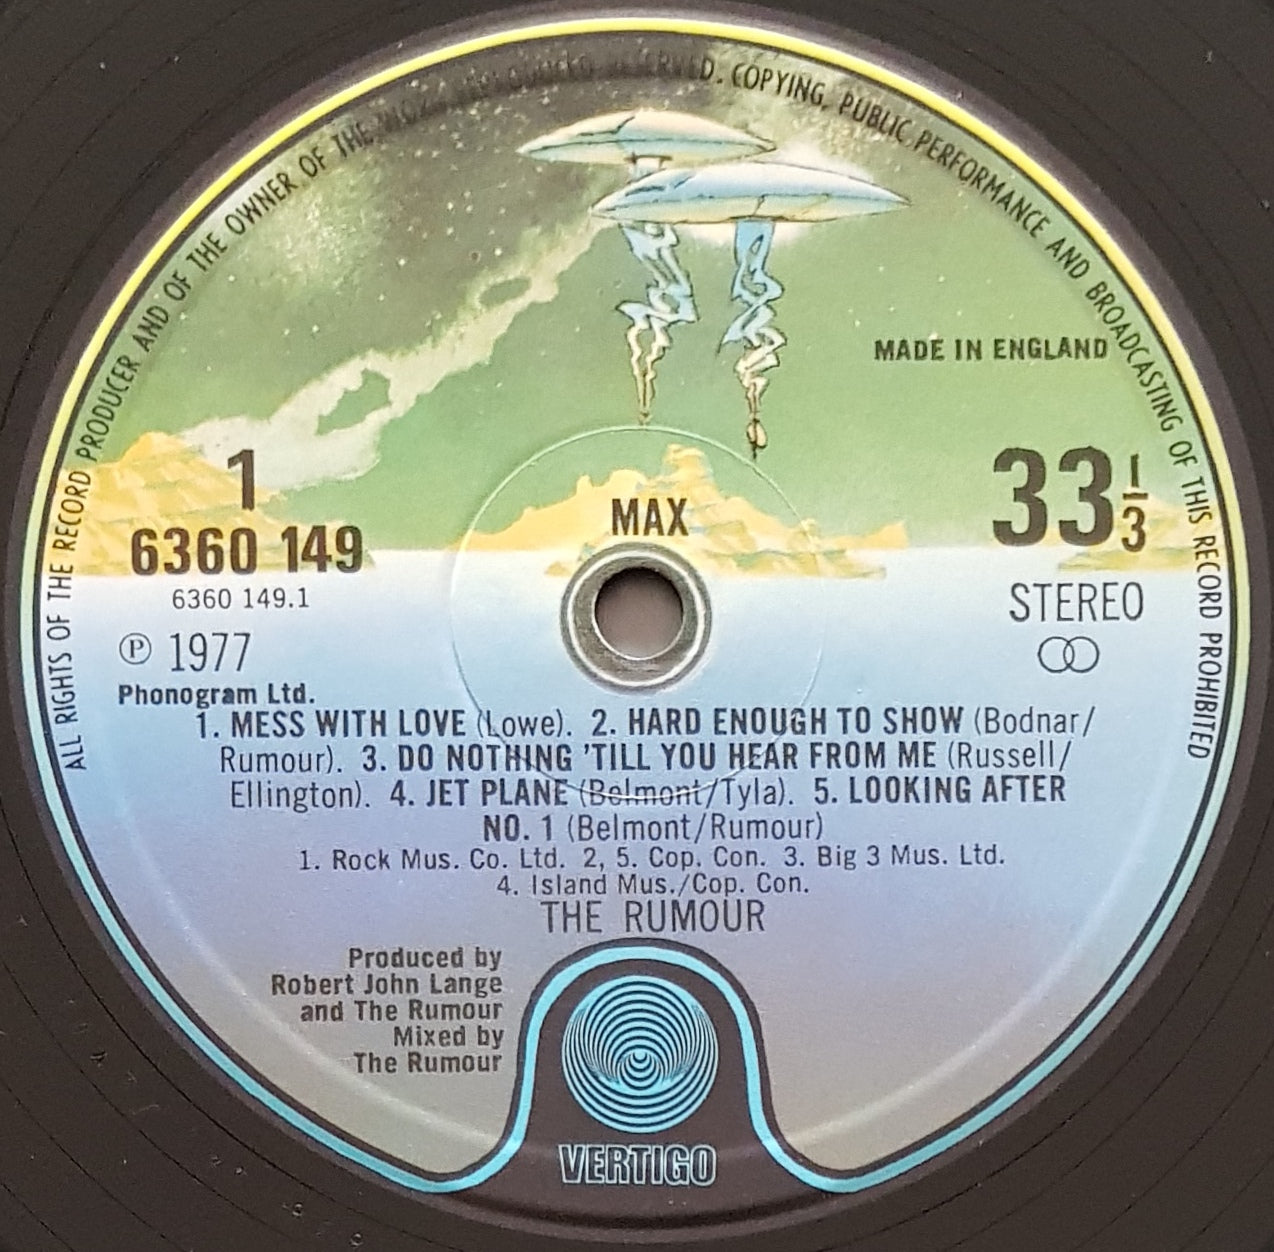 ALL RIGHTS OF THE RECORD PRODUCER AND OF THE OWNER OF THE WORK REPRODUCED RESERVED. COPYING, PUBLIC PERFORMANCE AND BROADCASTING OF THIS RECORD PROHIBITED
MADE IN ENGLAND
1
6360 149
6360 149.1
Ⓟ 1977
Phonogram Ltd.
MAX
33 1/3
STEREO
1. MESS WITH LOVE (Lowe). 2. HARD ENOUGH TO SHOW (Bodnar/
Rumour). 3. DO NOTHING 'TILL YOU HEAR FROM ME (Russell/
Ellington). 4. JET PLANE (Belmont/Tyla). 5. LOOKING AFTER
NO. 1 (Belmont/Rumour)
1. Rock Mus. Co. Ltd. 2, 5. Cop. Con. 3. Big 3 Mus. Ltd.
4. Island Mus./Cop. Con.
THE RUMOUR
Produced by
Robert John Lange
and The Rumour
Mixed by
The Rumour
VERTIGO